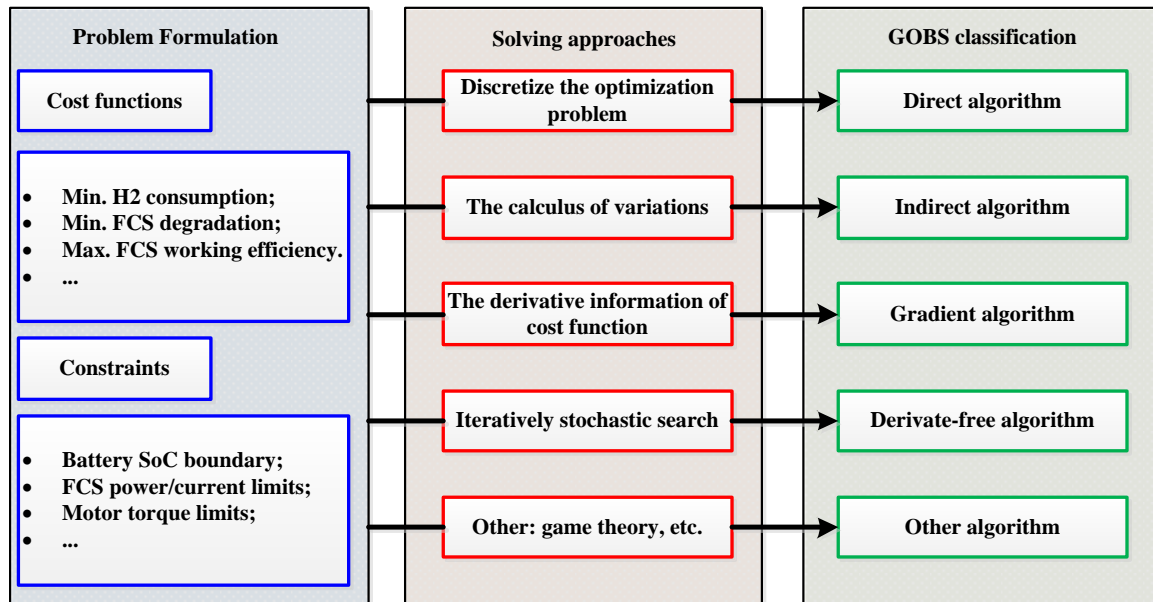 Problem Formulation
Cost functions
• Min. H2 consumption;
• Min. FCS degradation;
• Max. FCS working efficiency.
• ...
Constraints
• Battery SoC boundary;
• FCS power/current limits;
• Motor torque limits;
• ...
Solving approaches
Discretize the optimization
problem
The calculus of variations
The derivative information of
cost function
Iteratively stochastic search
Other: game theory, etc.
GOBS classification
Direct algorithm
Indirect algorithm
Gradient algorithm
Derivate-free algorithm
Other algorithm